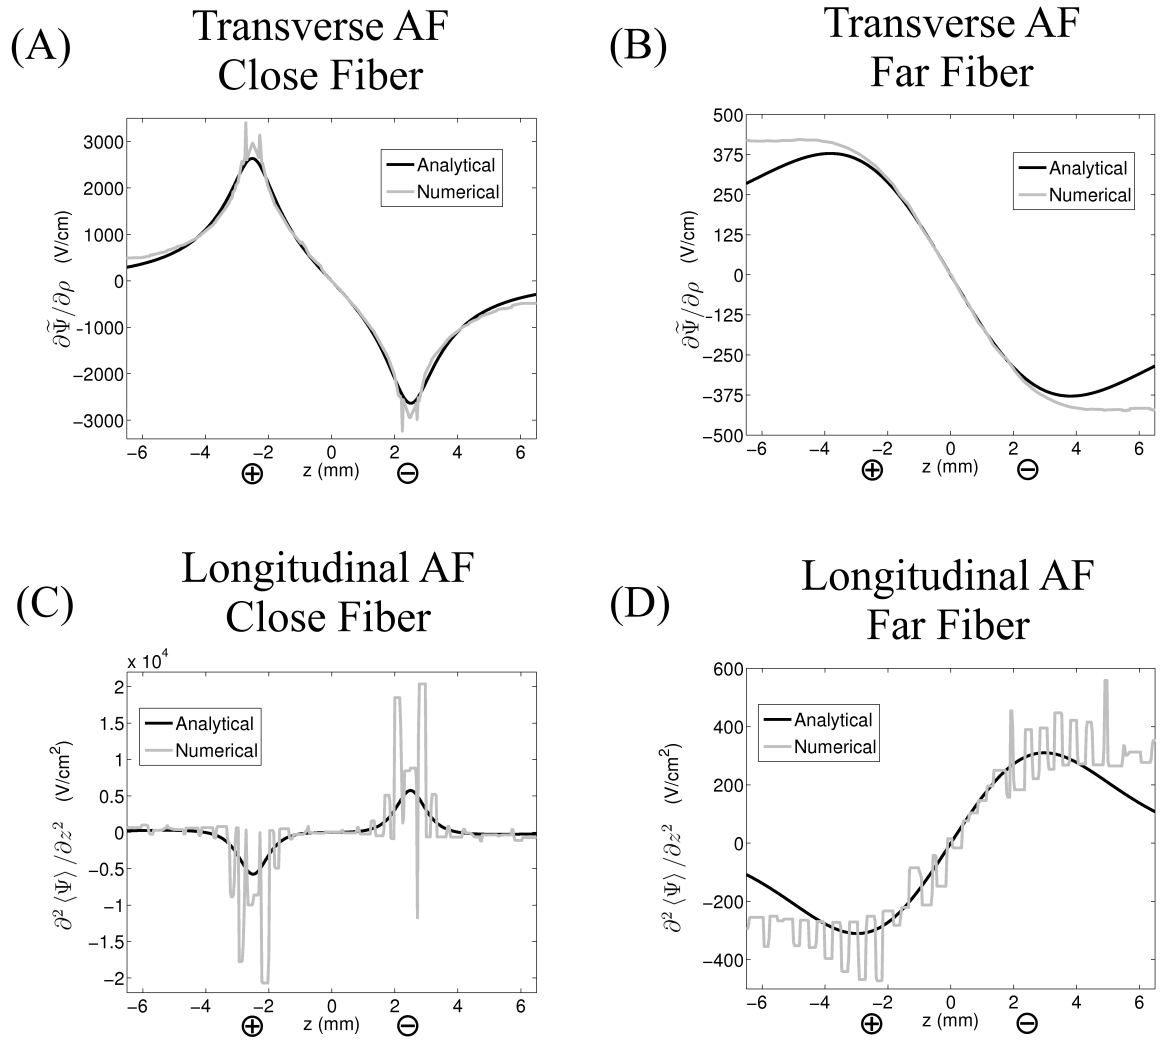 (A)
Transverse AF
Close Fiber
3000
2000
1000
0
−1000
−2000
−3000
∂Ψ̃/∂ρ (V/cm)
Analytical
Numerical
−6 −4 −2 0 2 4 6
z (mm)
⊕ ⊖
(B)
Transverse AF
Far Fiber
500
375
250
125
0
−125
−250
−375
−500
∂Ψ̃/∂ρ (V/cm)
Analytical
Numerical
−6 −4 −2 0 2 4 6
z (mm)
⊕ ⊖
(C)
Longitudinal AF
Close Fiber
x 10⁴
2
1.5
1
0.5
0
−0.5
−1
−1.5
−2
∂² ⟨Ψ⟩ /∂z² (V/cm²)
Analytical
Numerical
−6 −4 −2 0 2 4 6
z (mm)
⊕ ⊖
(D)
Longitudinal AF
Far Fiber
600
400
200
0
−200
−400
∂² ⟨Ψ⟩ /∂z² (V/cm²)
Analytical
Numerical
−6 −4 −2 0 2 4 6
z (mm)
⊕ ⊖